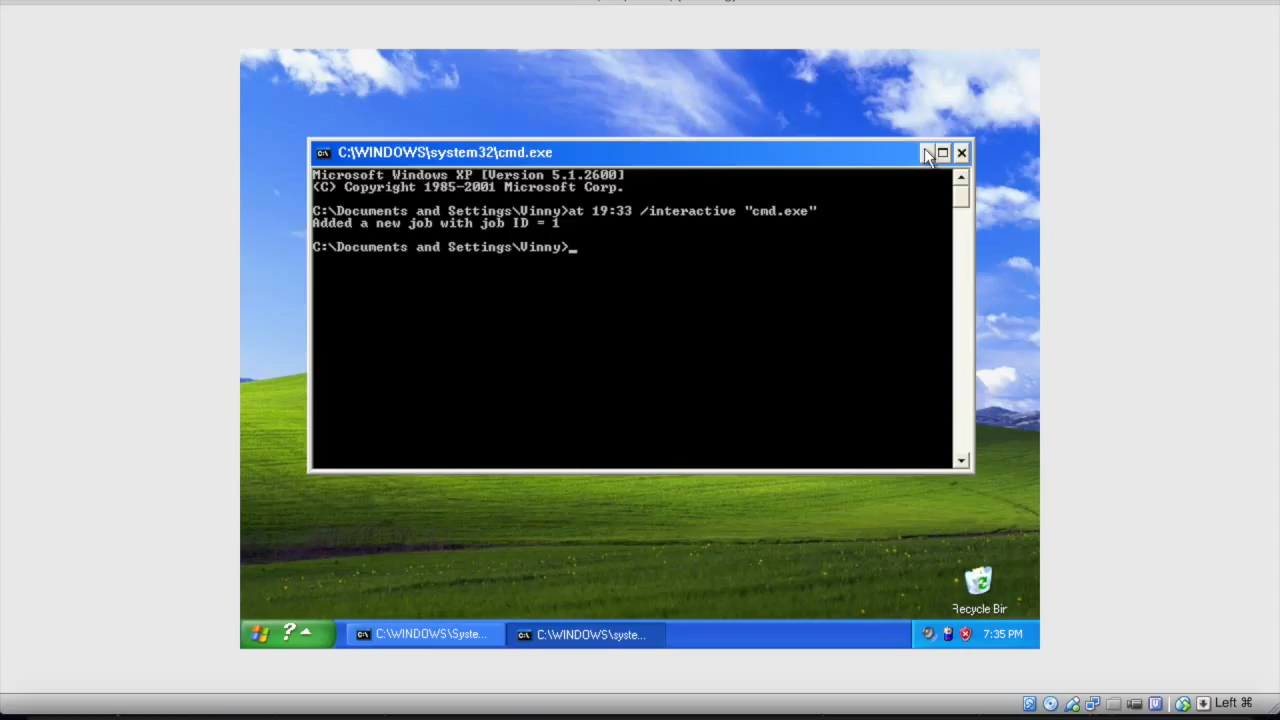 C:\WINDOWS\system32\cmd.exe
Microsoft Windows XP [Version 5.1.2600]
(C) Copyright 1985-2001 Microsoft Corp.
C:\Documents and Settings\Vinny>at 19:33 /interactive "cmd.exe"
Added a new job with job ID = 1
C:\Documents and Settings\Vinny>_
Recycle Bin
? C:\WINDOWS\Syste... C:\WINDOWS\syste... 7:35 PM
Left ⌘